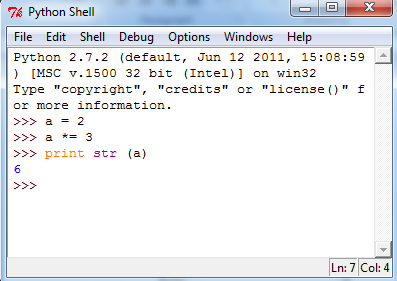 Python Shell
File Edit Shell Debug Options Windows Help
Python 2.7.2 (default, Jun 12 2011, 15:08:59
) [MSC v.1500 32 bit (Intel)] on win32
Type "copyright", "credits" or "license()" f
or more information.
>>> a = 2
>>> a *= 3
>>> print str (a)
6
>>>
Ln: 7 Col: 4